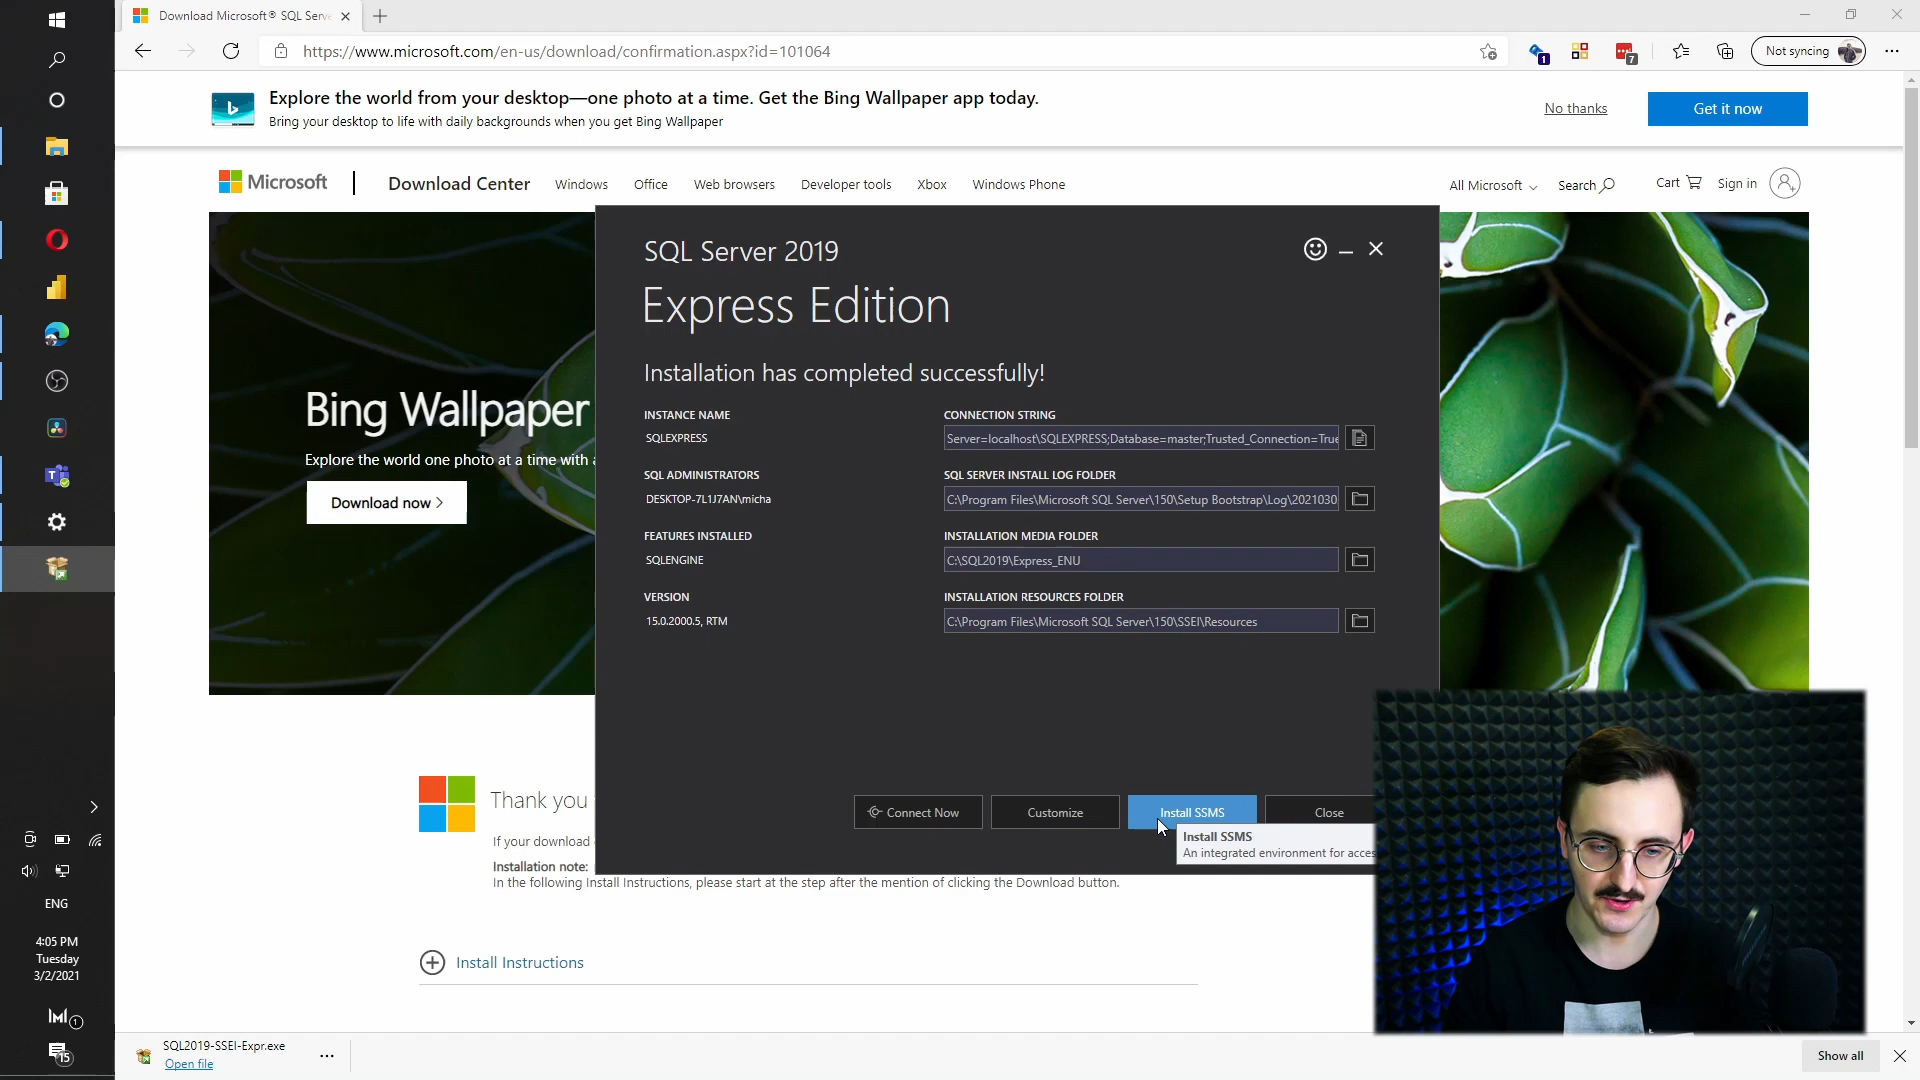 Download Microsoft® SQL Serve
https://www.microsoft.com/en-us/download/confirmation.aspx?id=101064
1
7
Not syncing
Explore the world from your desktop—one photo at a time. Get the Bing Wallpaper app today.
Bring your desktop to life with daily backgrounds when you get Bing Wallpaper
No thanks
Get it now
Microsoft
Download Center
Windows
Office
Web browsers
Developer tools
Xbox
Windows Phone
All Microsoft
Search
Cart
Sign in
Bing Wallpaper
Explore the world one photo at a time with a
Download now >
SQL Server 2019
Express Edition
Installation has completed successfully!
INSTANCE NAME
SQLEXPRESS
CONNECTION STRING
Server=localhost\SQLEXPRESS;Database=master;Trusted_Connection=True
SQL ADMINISTRATORS
DESKTOP-7L1J7AN\micha
SQL SERVER INSTALL LOG FOLDER
C:\Program Files\Microsoft SQL Server\150\Setup Bootstrap\Log\2021030
FEATURES INSTALLED
SQLENGINE
INSTALLATION MEDIA FOLDER
C:\SQL2019\Express_ENU
VERSION
15.0.2000.5, RTM
INSTALLATION RESOURCES FOLDER
C:\Program Files\Microsoft SQL Server\150\SSEI\Resources
Connect Now
Customize
Install SSMS
Close
Install SSMS
An integrated environment for acces
Thank you
If your download
Installation note:
In the following Install Instructions, please start at the step after the mention of clicking the Download button.
Install Instructions
ENG
4:05 PM
Tuesday
3/2/2021
1
15
SQL2019-SSEI-Expr.exe
Open file
Show all